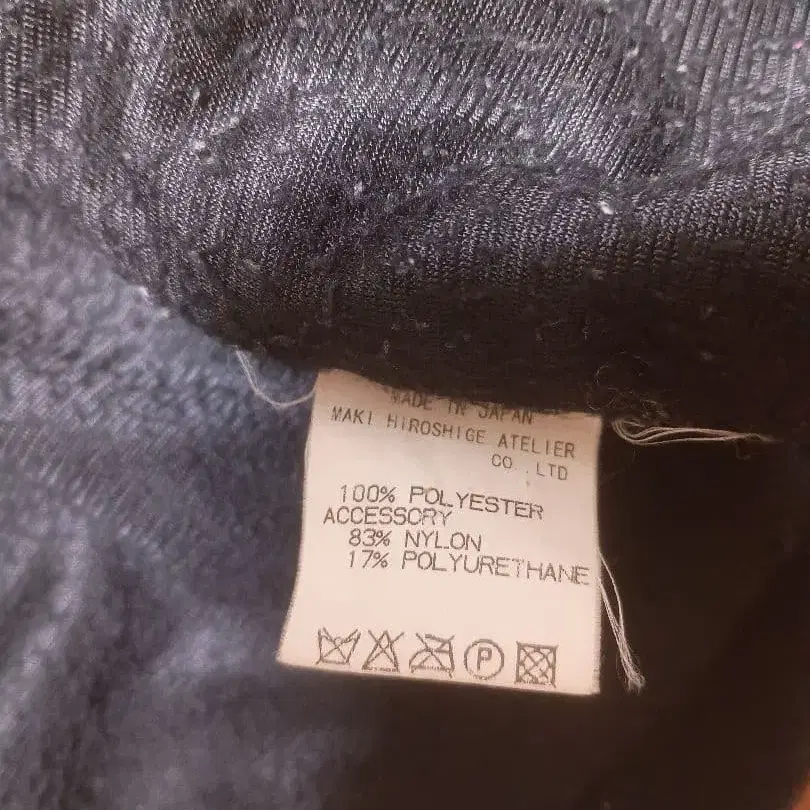 MADE IN JAPAN
MAKI HIROSHIGE ATELIER
CO.,LTD
100% POLYESTER
ACCESSORY
83% NYLON
17% POLYURETHANE
P